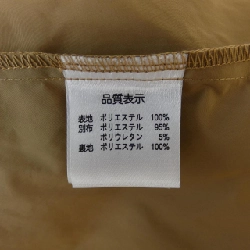 品質表示
表地 ポリエステル 100%
別布 ポリエステル 95%
ポリウレタン 5%
裏地 ポリエステル 100%